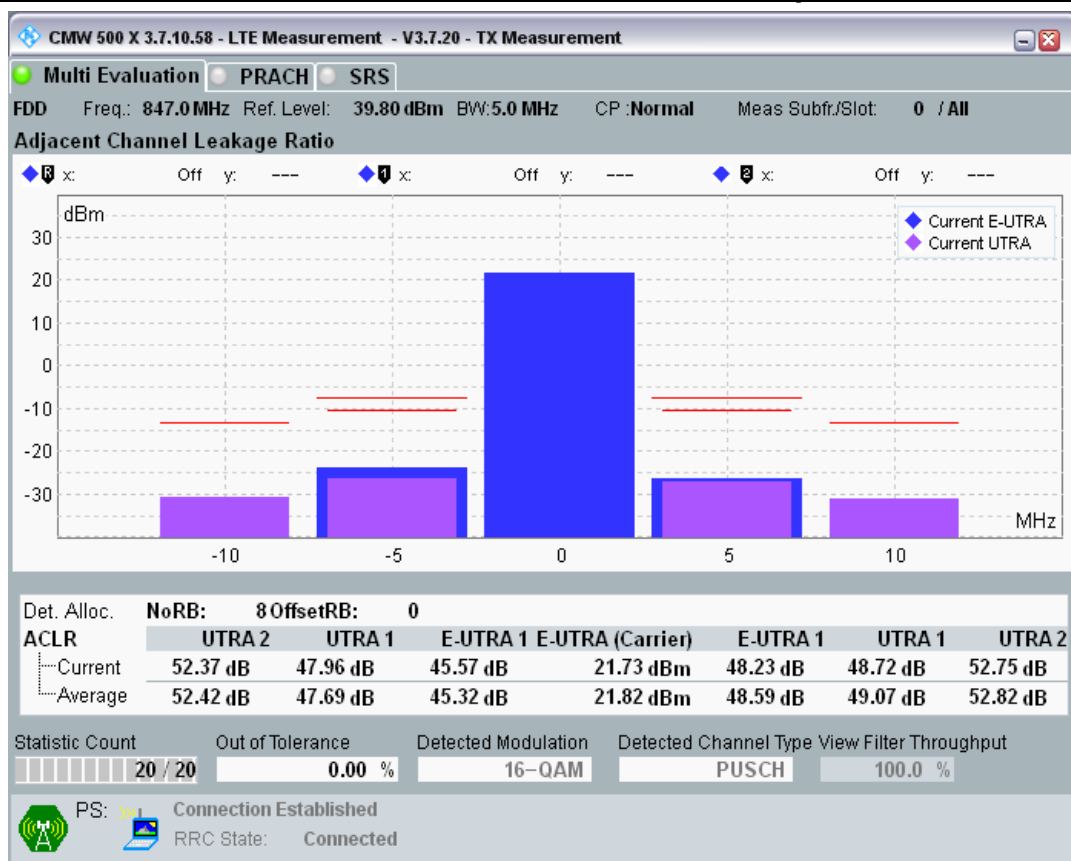 CMW 500 X 3.7.10.58 - LTE Measurement - V3.7.20 - TX Measurement
Multi Evaluation PRACH SRS
FDD Freq.: 847.0 MHz Ref. Level: 39.80 dBm BW:5.0 MHz CP :Normal Meas Subfr./Slot: 0 / All
Adjacent Channel Leakage Ratio
R x: Off y: --- 1 x: Off y: --- 2 x: Off y: ---
dBm
Current E-UTRA
Current UTRA
30
20
10
0
-10
-20
-30
MHz
-10 -5 0 5 10
Det. Alloc. NoRB: 8 OffsetRB: 0
ACLR UTRA 2 UTRA 1 E-UTRA 1 E-UTRA (Carrier) E-UTRA 1 UTRA 1 UTRA 2
Current 52.37 dB 47.96 dB 45.57 dB 21.73 dBm 48.23 dB 48.72 dB 52.75 dB
Average 52.42 dB 47.69 dB 45.32 dB 21.82 dBm 48.59 dB 49.07 dB 52.82 dB
Statistic Count Out of Tolerance Detected Modulation Detected Channel Type View Filter Throughput
20 / 20 0.00 % 16-QAM PUSCH 100.0 %
PS: Connection Established
RRC State: Connected